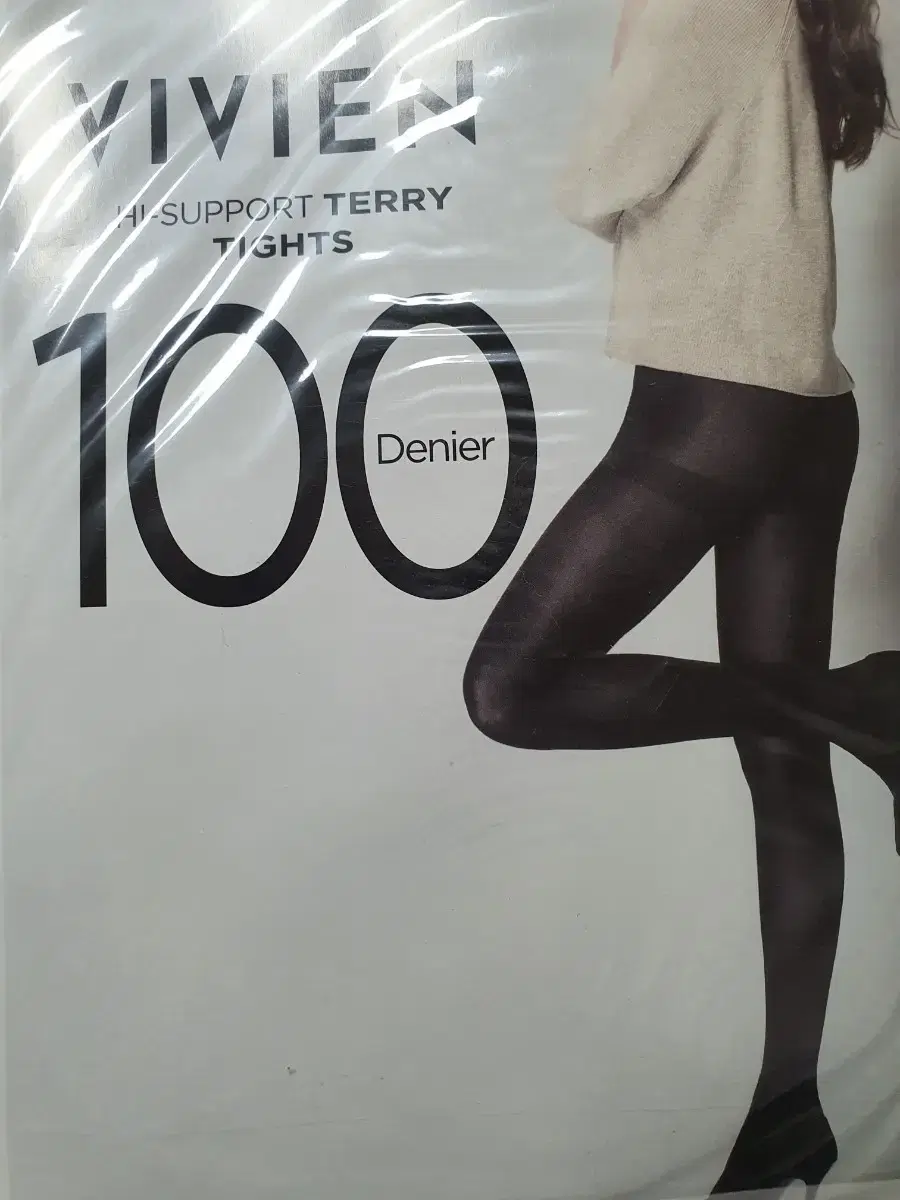 VIVIEN
HI-SUPPORT TERRY
TIGHTS
100
Denier